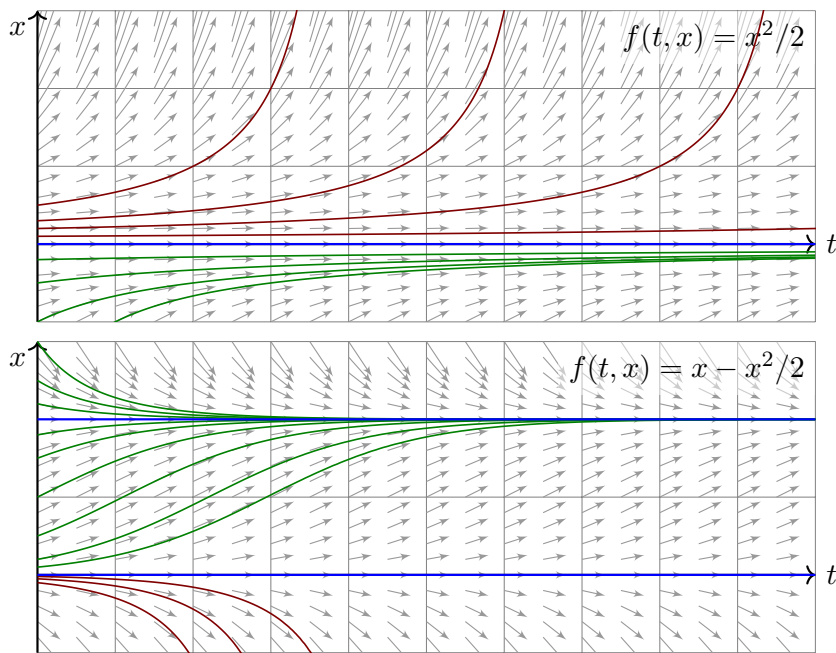 x
f(t, x) = x²/2
t
x
f(t, x) = x − x²/2
t